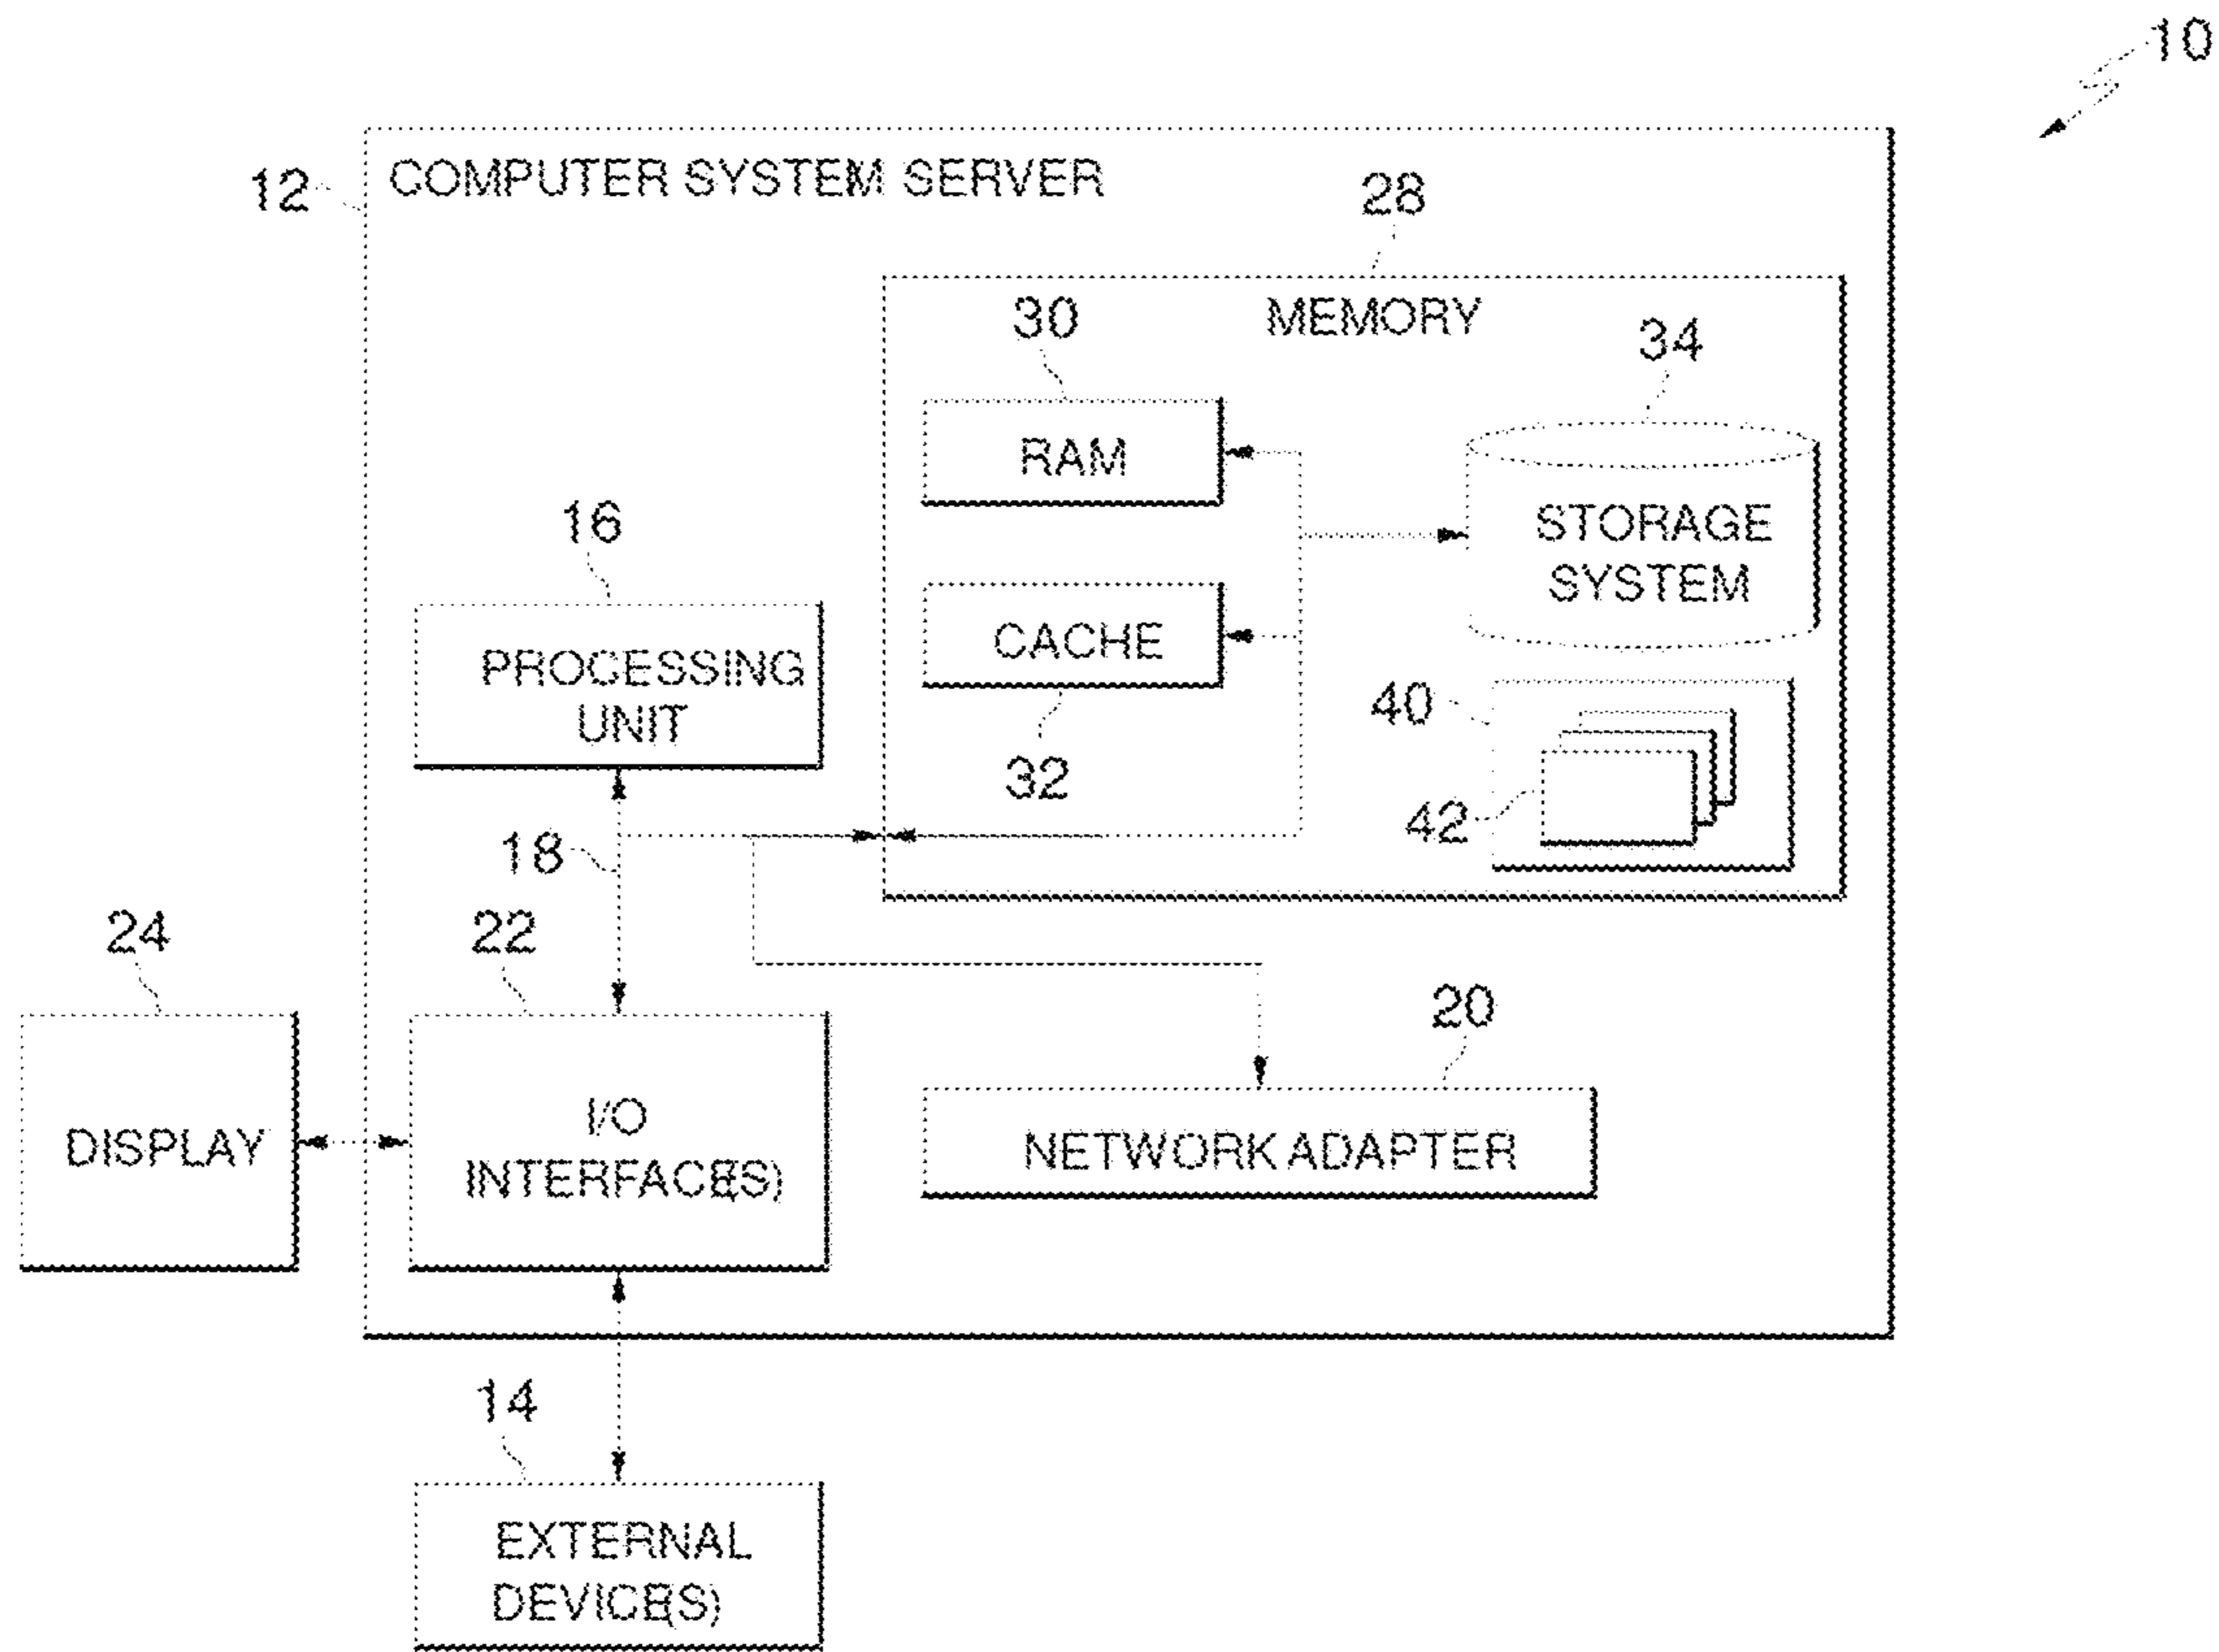 10
12
COMPUTER SYSTEM SERVER
28
MEMORY
30
34
RAM
STORAGE
SYSTEM
16
PROCESSING
UNIT
CACHE
32
40
42
18
24
22
20
DISPLAY
I/O
INTERFACE(S)
NETWORK ADAPTER
14
EXTERNAL
DEVICE(S)